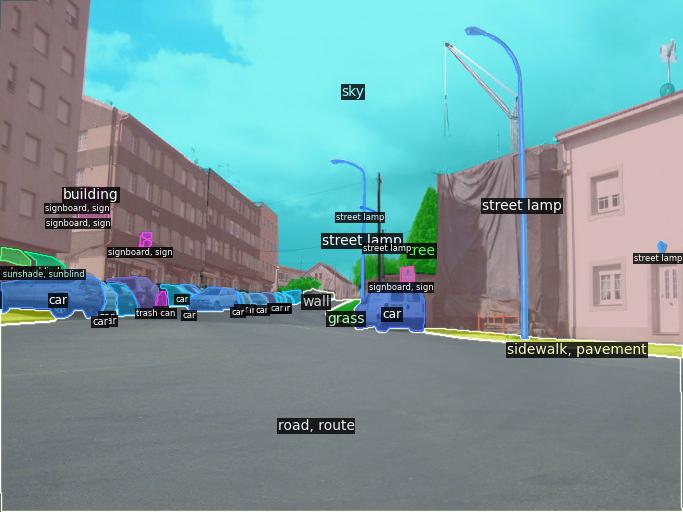 sky
building
signboard, sign
signboard, sign
street lamp
street lamp
street lamp
street lamp
tree
signboard, sign
street lamp
sunshade, sunblind
signboard, sign
car
car
wall
trash can
car
car
car
car
car
car
grass
car
sidewalk, pavement
road, route